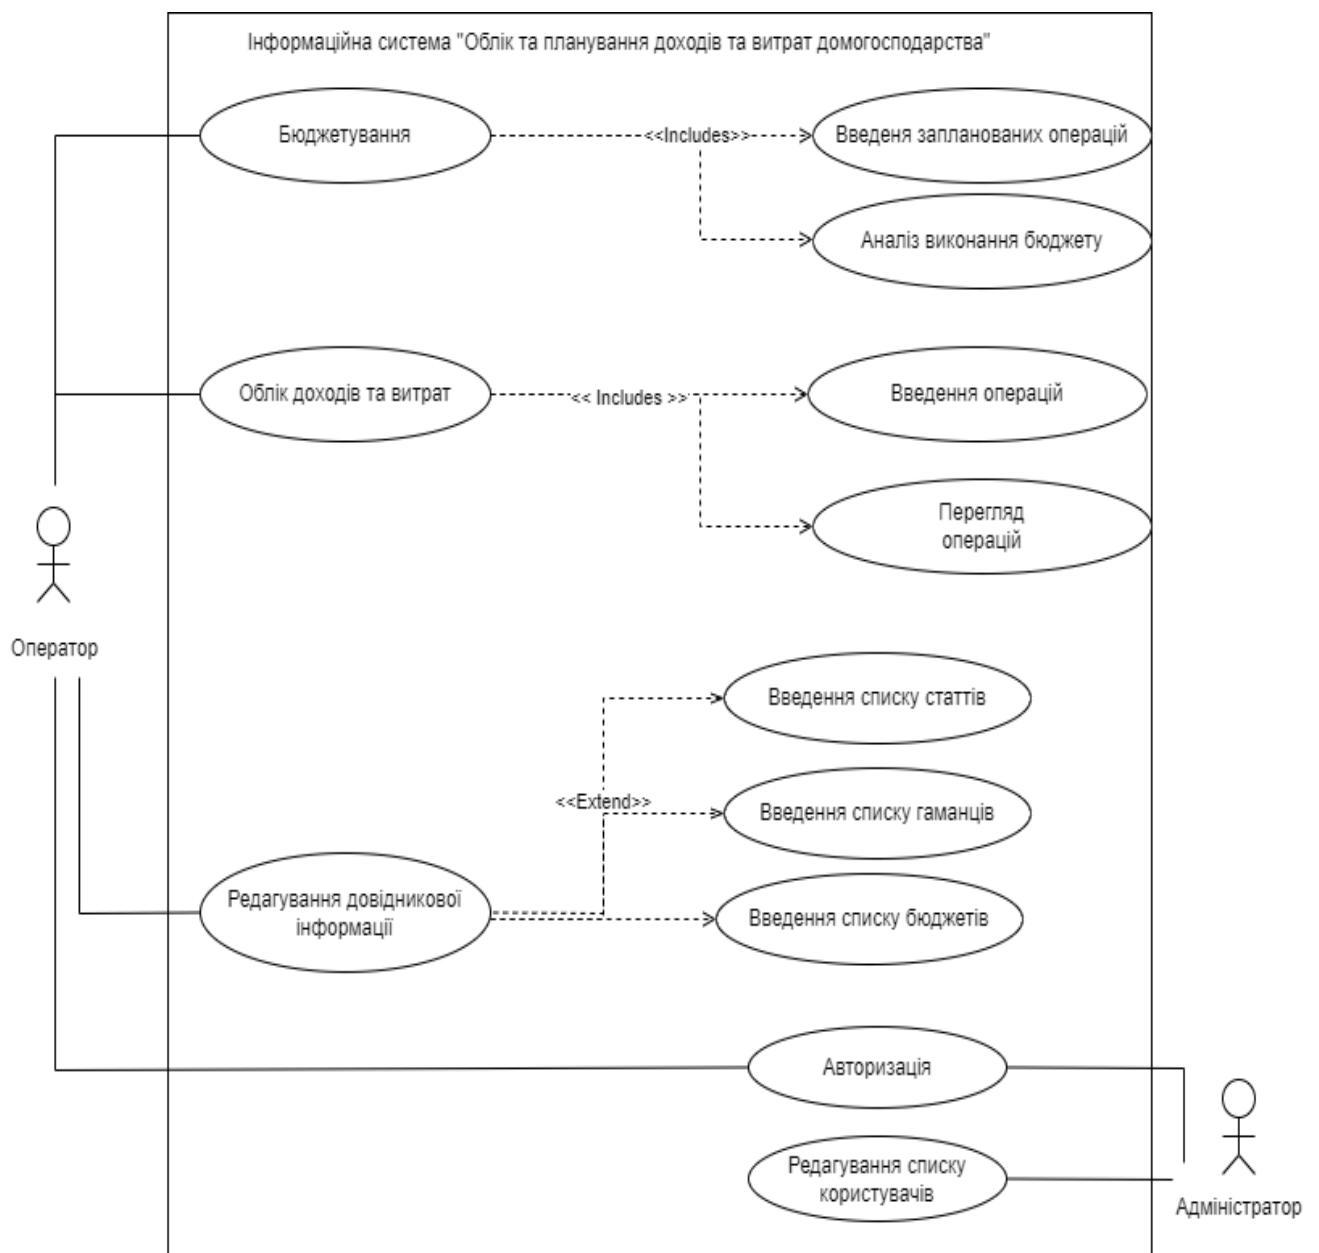 Інформаційна система "Облік та планування доходів та витрат домогосподарства"
Бюджетування
<<Includes>>
Введеня запланованих операцій
Аналіз виконання бюджету
Облік доходів та витрат
<< Includes >>
Введення операцій
Перегляд
операцій
Оператор
Введення списку статтів
<<Extend>>
Введення списку гаманців
Редагування довідникової
інформації
Введення списку бюджетів
Авторизація
Редагування списку
користувачів
Адміністратор